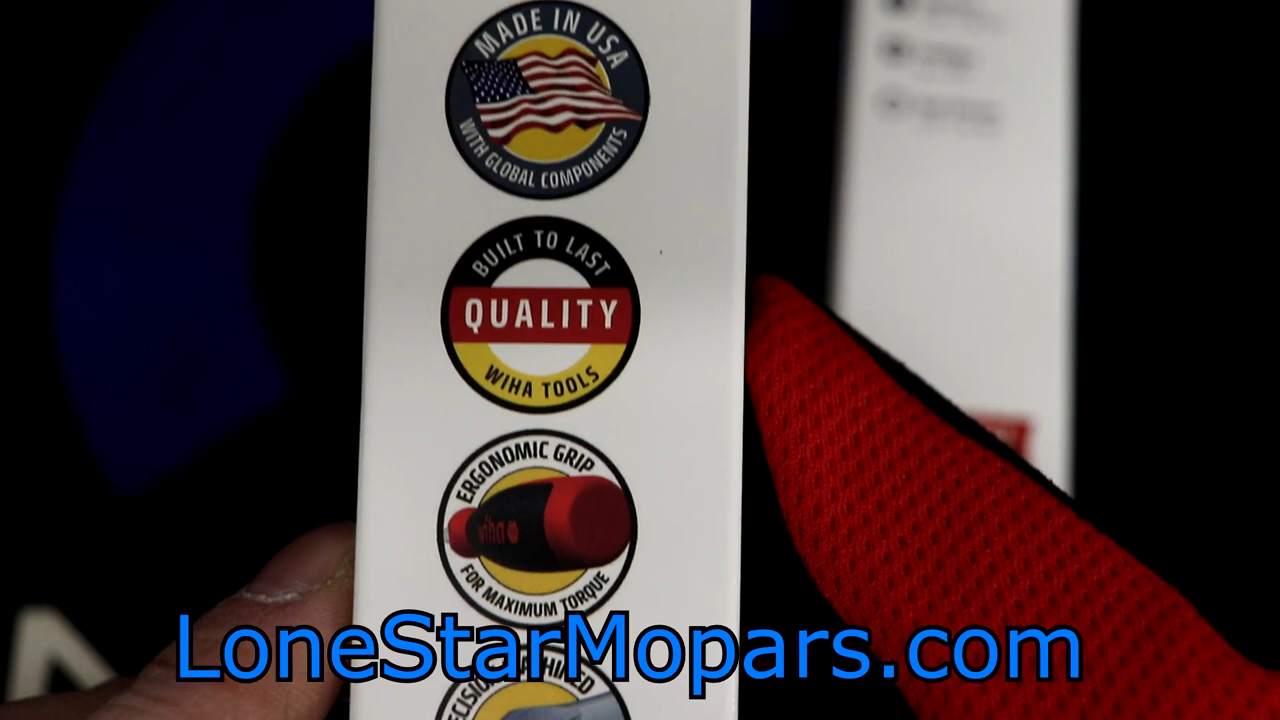 MADE IN USA
WITH GLOBAL COMPONENTS
BUILT TO LAST
QUALITY
WIHA TOOLS
ERGONOMIC GRIP
wiha
FOR MAXIMUM TORQUE
LoneStarMopars.com